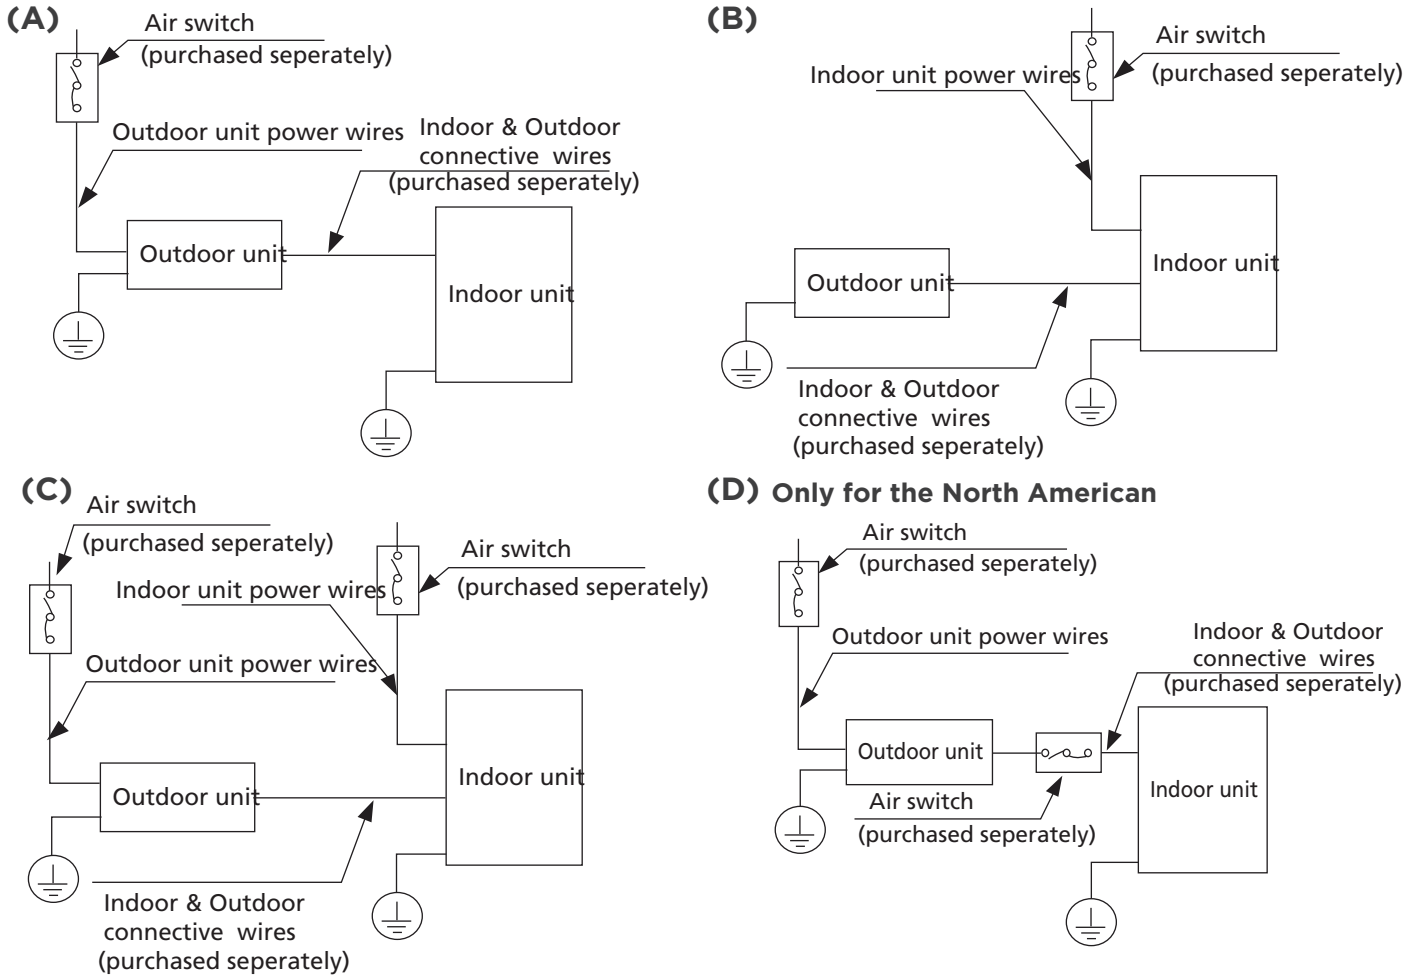 (A)
Air switch
(purchased seperately)
Outdoor unit power wires
Indoor & Outdoor
connective wires
(purchased seperately)
Outdoor unit
Indoor unit
(B)
Air switch
(purchased seperately)
Indoor unit power wires
Outdoor unit
Indoor unit
Indoor & Outdoor
connective wires
(purchased seperately)
(C)
Air switch
(purchased seperately)
Air switch
(purchased seperately)
Indoor unit power wires
Outdoor unit power wires
Outdoor unit
Indoor unit
Indoor & Outdoor
connective wires
(purchased seperately)
(D) Only for the North American
Air switch
(purchased seperately)
Outdoor unit power wires
Indoor & Outdoor
connective wires
(purchased seperately)
Outdoor unit
Indoor unit
Air switch
(purchased seperately)